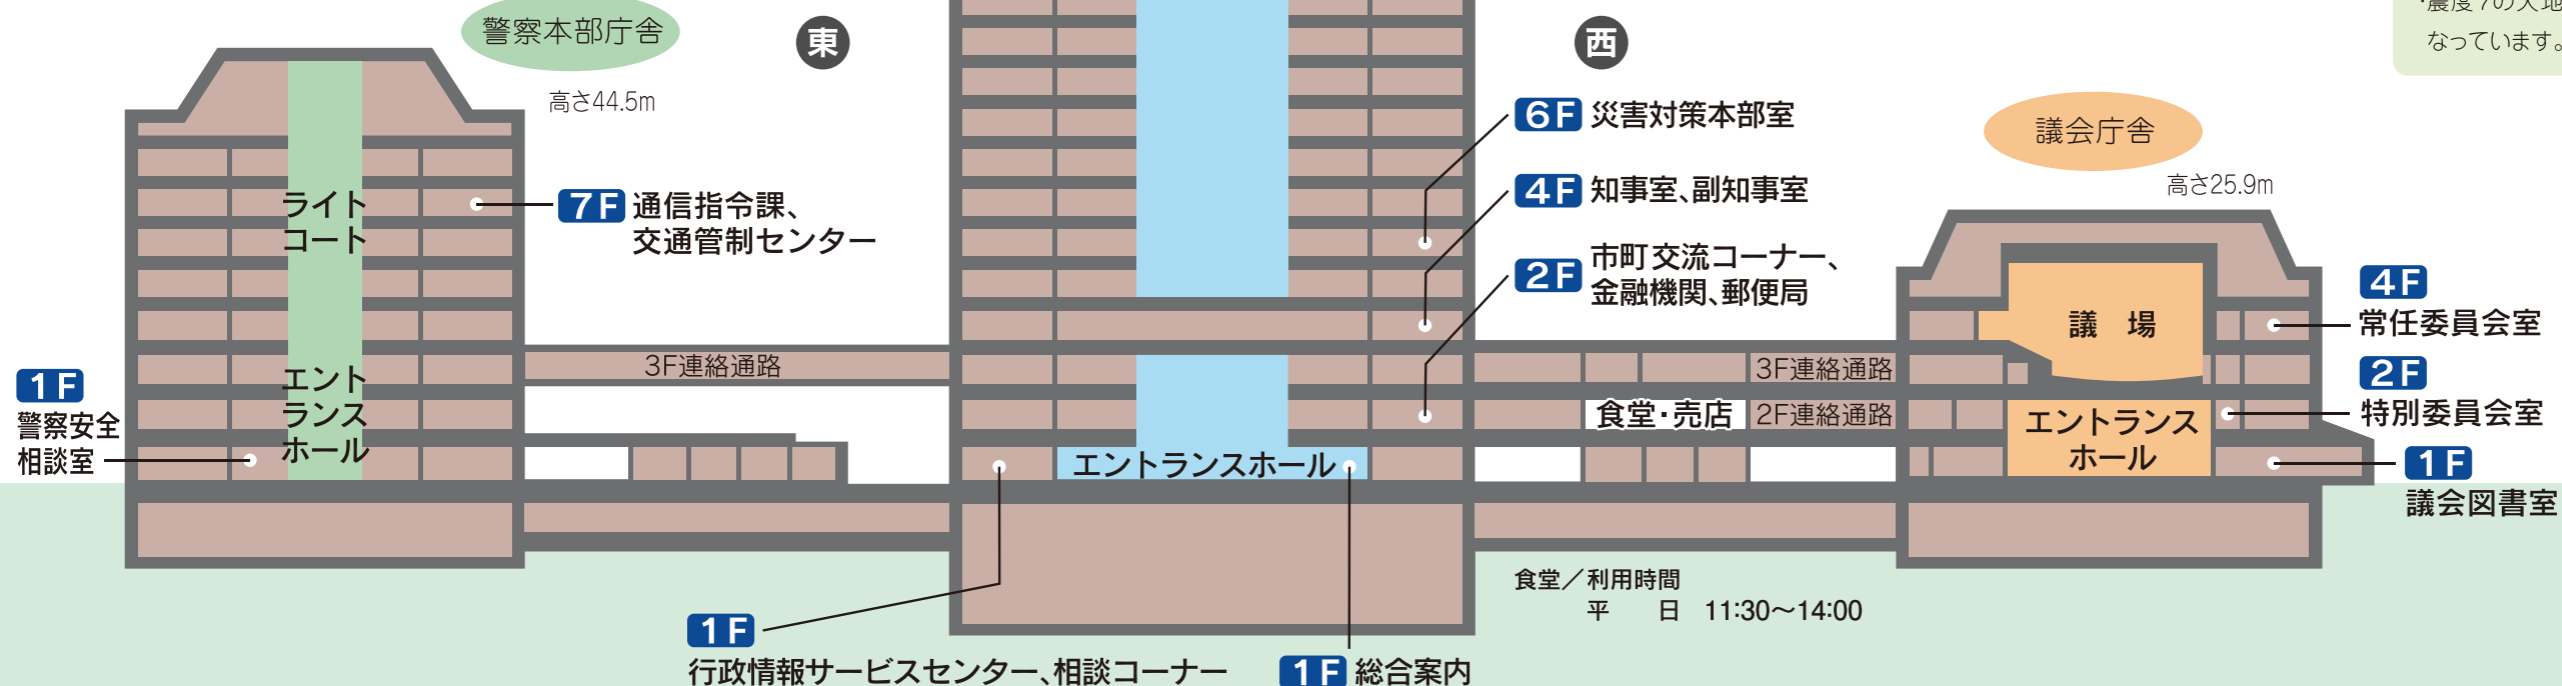 警察本部庁舎
高さ44.5m
東
西
なっています。
6F 災害対策本部室
4F 知事室、副知事室
2F 市町交流コーナー、
金融機関、郵便局
議会庁舎
高さ25.9m
ライト
コート
7F 通信指令課、
交通管制センター
エント
ランス
ホール
1F
警察安全
相談室
3F連絡通路
エントランスホール
3F連絡通路
食堂・売店
2F連絡通路
議 場
エントランス
ホール
4F
常任委員会室
2F
特別委員会室
1F
議会図書室
食堂／利用時間
平 日 11:30〜14:00
1F
行政情報サービスセンター、相談コーナー
1F 総合案内